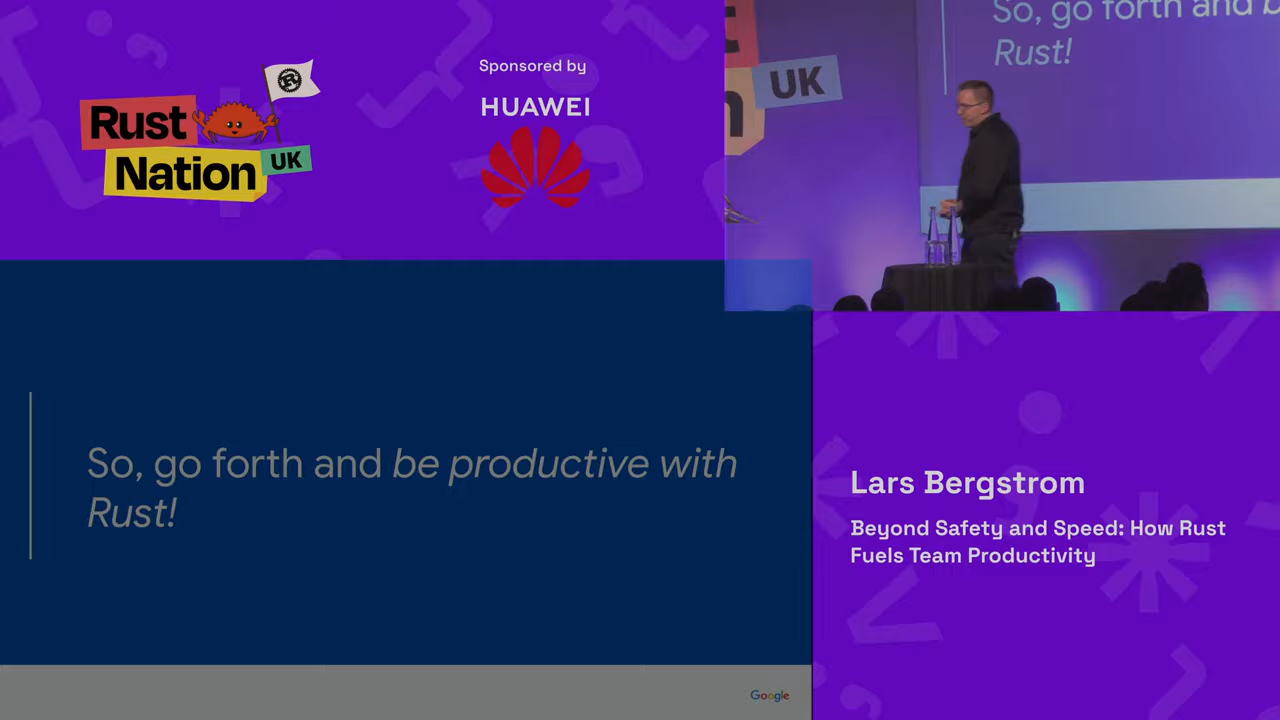 Rust
Nation
UK
Sponsored by
HUAWEI
UK
So, go forth and b
Rust!
So, go forth and be productive with
Rust!
Lars Bergstrom
Beyond Safety and Speed: How Rust
Fuels Team Productivity
Google